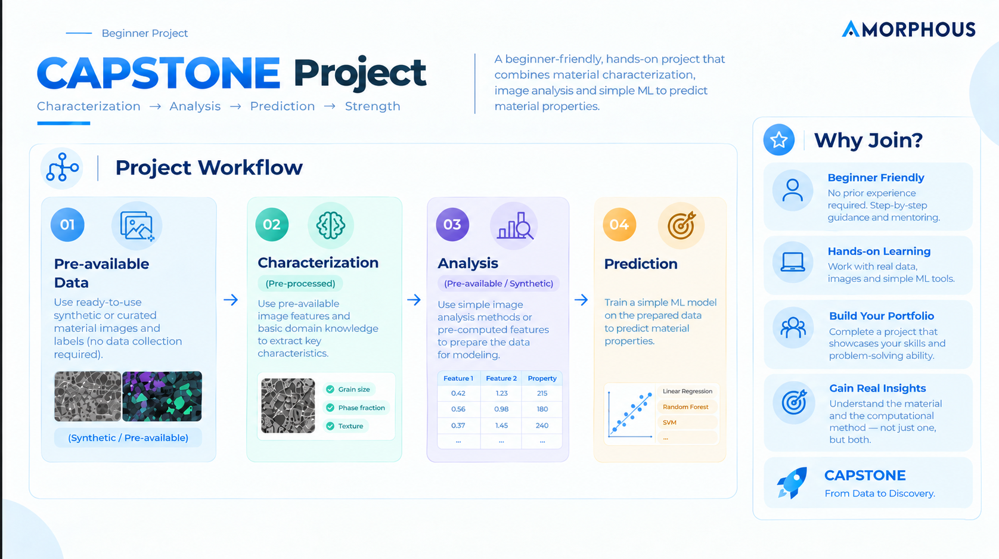 Beginner Project
AMORPHOUS
CAPSTONE Project
Characterization → Analysis → Prediction → Strength
A beginner-friendly, hands-on project that
combines material characterization,
image analysis and simple ML to predict
material properties.
Project Workflow
01
Pre-available
Data
Use ready-to-use
synthetic or curated
material images and
labels (no data collection
required).
(Synthetic / Pre-available)
02
Characterization
(Pre-processed)
Use pre-available
image features and
basic domain knowledge
to extract key
characteristics.
Grain size
Phase fraction
Texture
03
Analysis
(Pre-available / Synthetic)
Use simple image
analysis methods or
pre-computed features
to prepare the data
for modeling.
Feature 1 Feature 2 Property
0.42 1.23 215
0.56 0.98 180
0.37 1.45 240
... ... ...
04
Prediction
Train a simple ML model
on the prepared data
to predict material
properties.
Linear Regression
Random Forest
SVM
...
Why Join?
Beginner Friendly
No prior experience
required. Step-by-step
guidance and mentoring.
Hands-on Learning
Work with real data,
images and simple ML tools.
Build Your Portfolio
Complete a project that
showcases your skills and
problem-solving ability.
Gain Real Insights
Understand the material
and the computational
method — not just one,
but both.
CAPSTONE
From Data to Discovery.